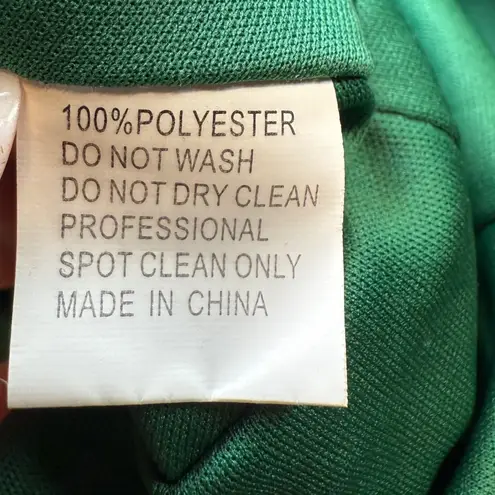 100%POLYESTER
DO NOT WASH
DO NOT DRY CLEAN
PROFESSIONAL
SPOT CLEAN ONLY
MADE IN CHINA